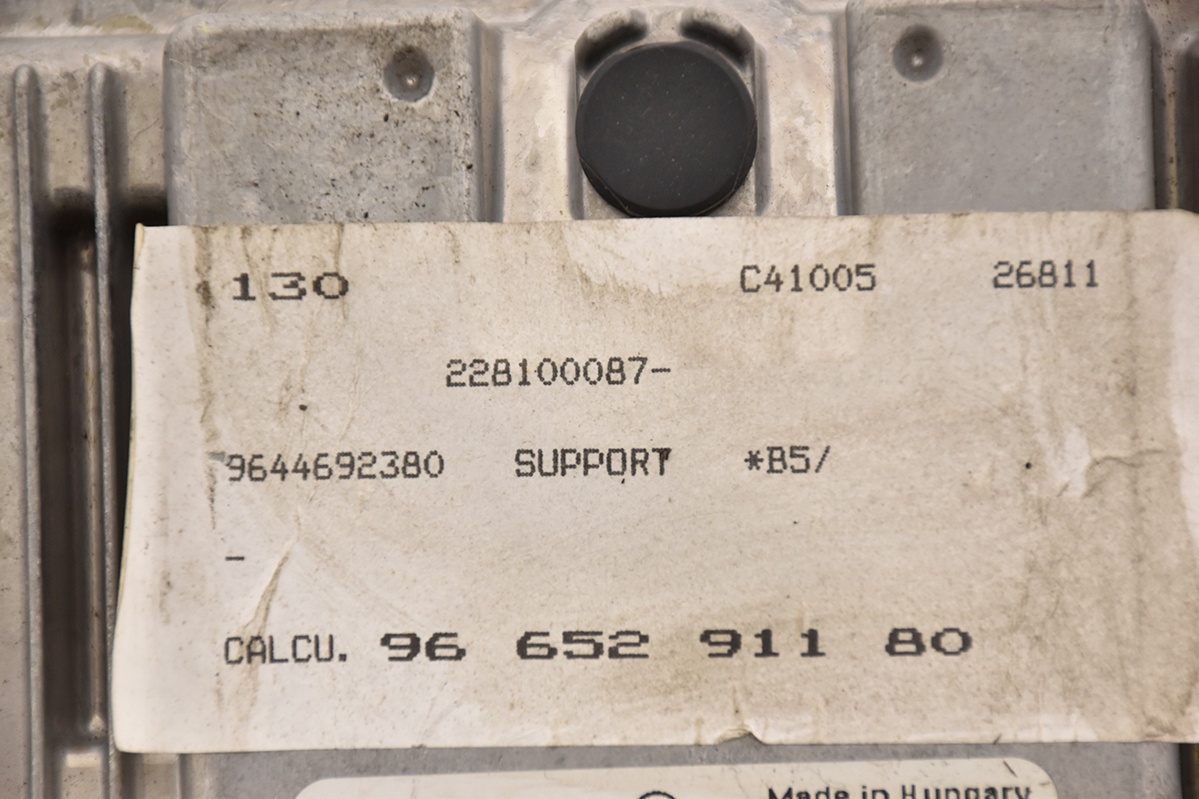 130 C41005 26811
228100087-
9644692380 SUPPORT *B5/
-
CALCU. 96 652 911 80
Made in Hungary